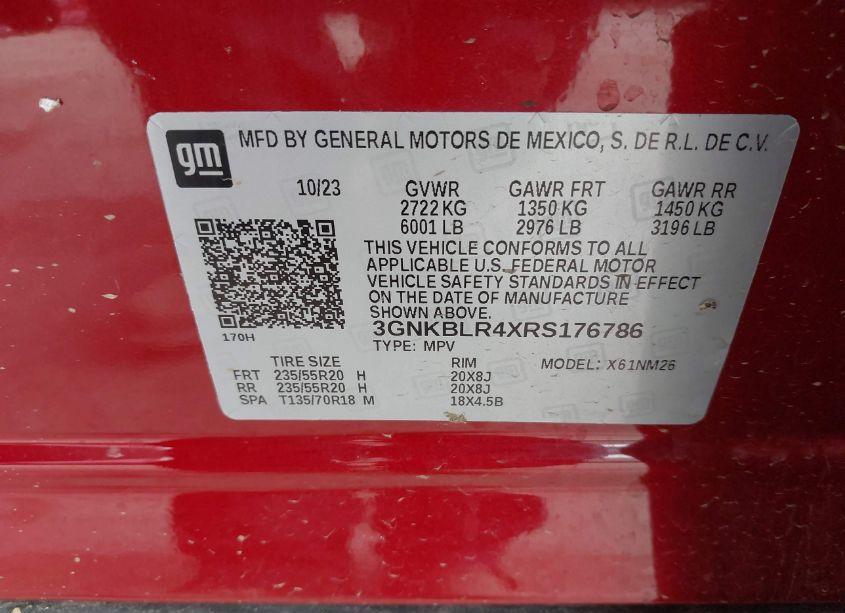 gm
MFD BY GENERAL MOTORS DE MEXICO, S. DE R.L. DE C.V.
10/23 GVWR GAWR FRT GAWR RR
2722 KG 1350 KG 1450 KG
6001 LB 2976 LB 3196 LB
THIS VEHICLE CONFORMS TO ALL
APPLICABLE U.S. FEDERAL MOTOR
VEHICLE SAFETY STANDARDS IN EFFECT
ON THE DATE OF MANUFACTURE
SHOWN ABOVE.
3GNKBLR4XRS176786
170H
TYPE: MPV
TIRE SIZE RIM MODEL: X61NM26
FRT 235/55R20 H 20X8J
RR 235/55R20 H 20X8J
SPA T135/70R18 M 18X4.5B